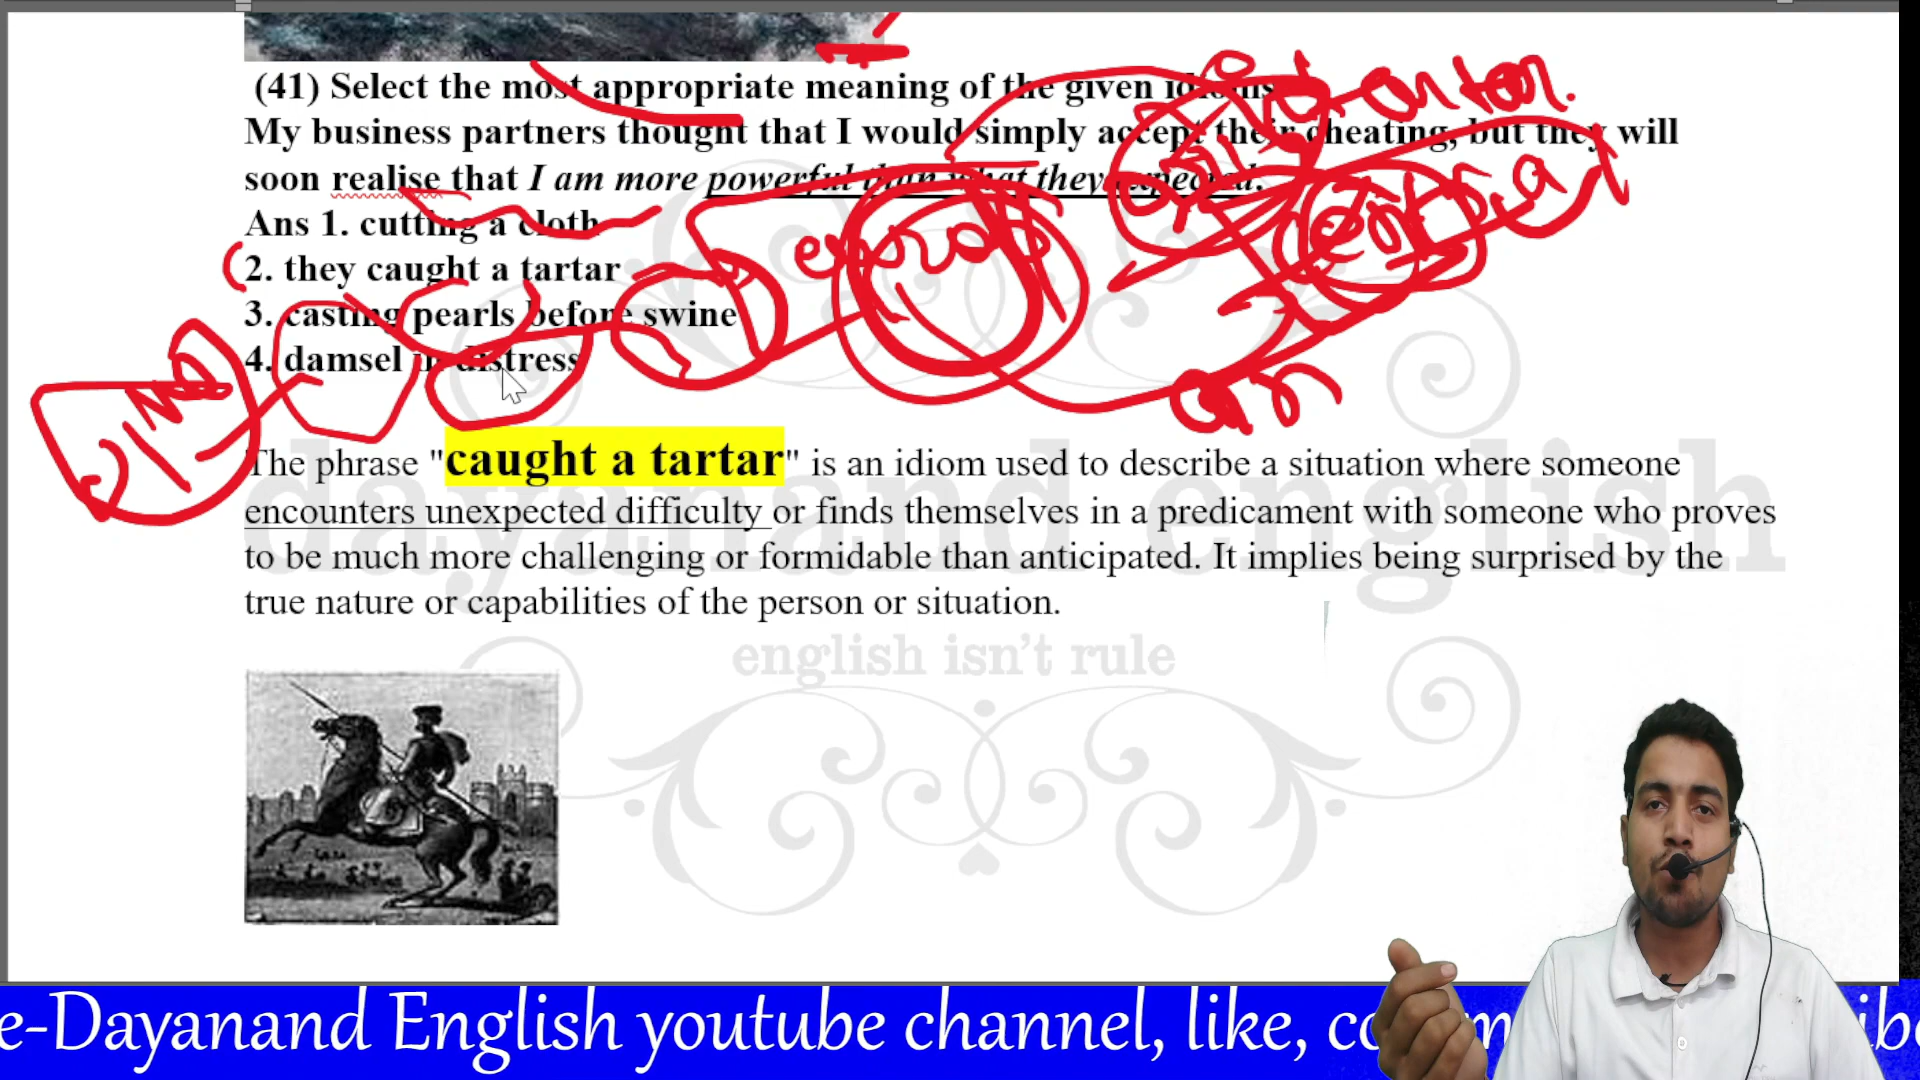 (41) Select the most appropriate meaning of the given idioms
My business partners thought that I would simply accept their cheating, but they will
soon realise that I am more powerful than what they expected.
Ans 1. cutting a cloth
2. they caught a tartar
3. casting pearls before swine
4. damsel in distress
The phrase "caught a tartar" is an idiom used to describe a situation where someone
encounters unexpected difficulty or finds themselves in a predicament with someone who proves
to be much more challenging or formidable than anticipated. It implies being surprised by the
true nature or capabilities of the person or situation.
dayanand english
english isn't rule
e-Dayanand English youtube channel, like, co